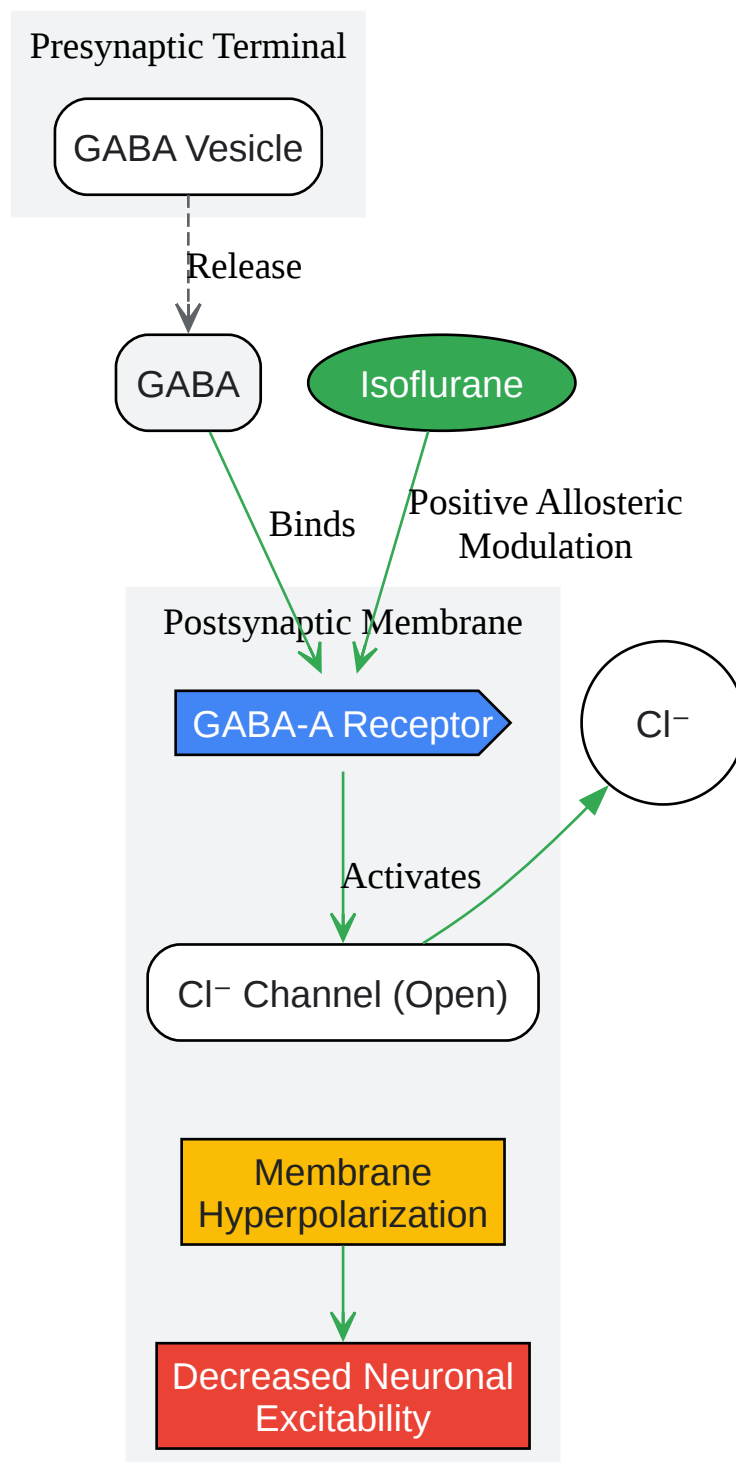 Presynaptic Terminal
GABA Vesicle
Release
GABA
Isoflurane
Binds
Positive Allosteric
Modulation
Postsynaptic Membrane
GABA-A Receptor
Cl⁻
Activates
Cl⁻ Channel (Open)
Membrane
Hyperpolarization
Decreased Neuronal
Excitability